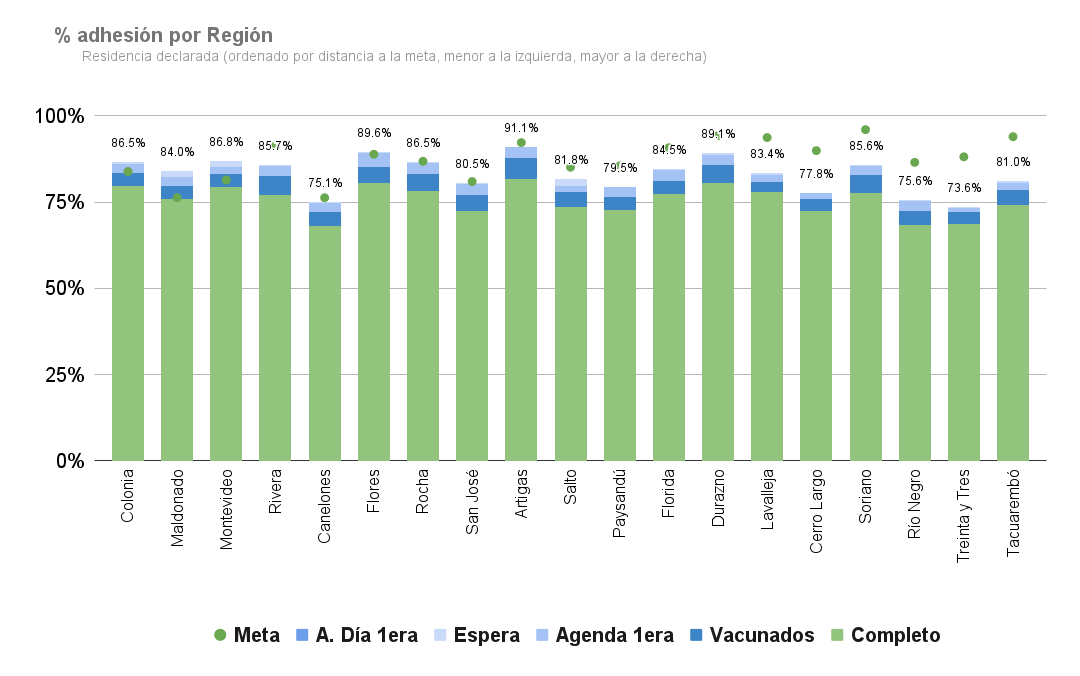 % adhesión por Región
Residencia declarada (ordenado por distancia a la meta, menor a la izquierda, mayor a la derecha)
100%
75%
50%
25%
0%
86.5%
84.0%
86.8%
85.7%
75.1%
89.6%
86.5%
80.5%
91.1%
81.8%
79.5%
84.5%
89.1%
83.4%
77.8%
85.6%
75.6%
73.6%
81.0%
Colonia
Maldonado
Montevideo
Rivera
Canelones
Flores
Rocha
San José
Artigas
Salto
Paysandú
Florida
Durazno
Lavalleja
Cerro Largo
Soriano
Río Negro
Treinta y Tres
Tacuarembó
Meta
A. Día 1era
Espera
Agenda 1era
Vacunados
Completo